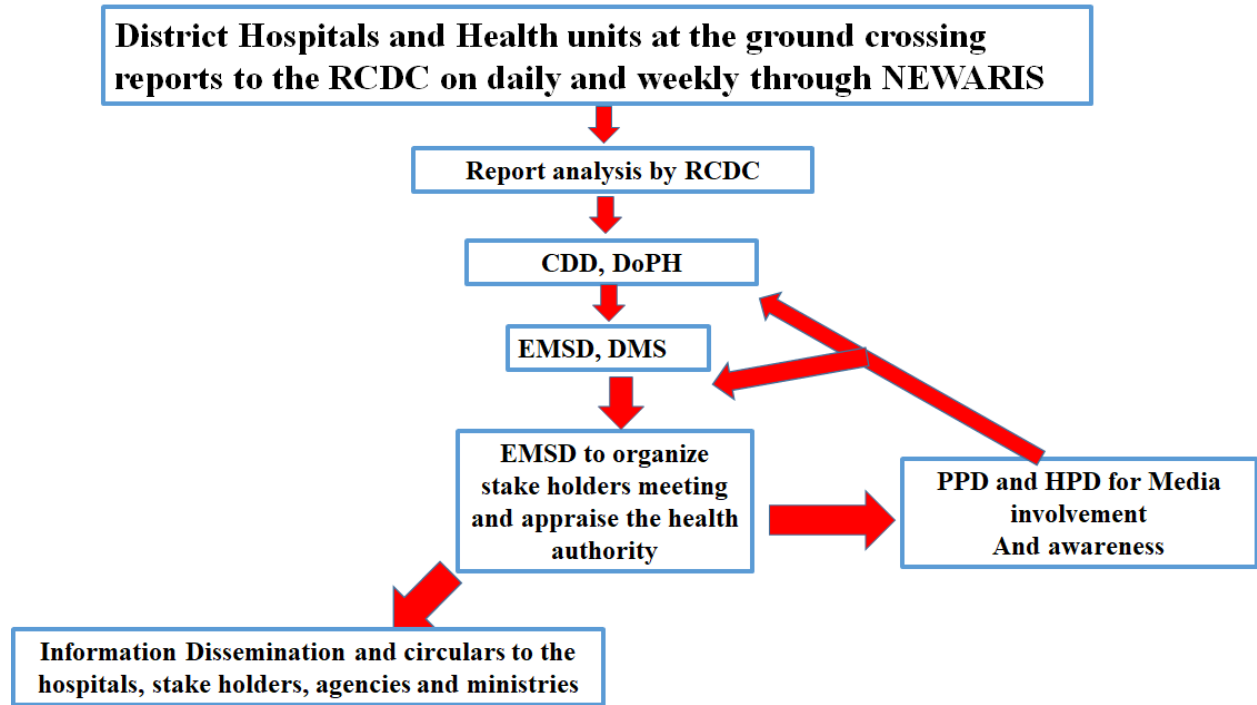 District Hospitals and Health units at the ground crossing
reports to the RCDC on daily and weekly through NEWARIS
Report analysis by RCDC
CDD, DoPH
EMSD, DMS
EMSD to organize
stake holders meeting
and appraise the health
authority
PPD and HPD for Media
involvement
And awareness
Information Dissemination and circulars to the
hospitals, stake holders, agencies and ministries